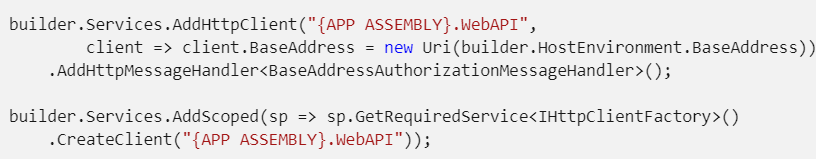 builder.Services.AddHttpClient("{APP ASSEMBLY}.WebAPI",
        client => client.BaseAddress = new Uri(builder.HostEnvironment.BaseAddress))
    .AddHttpMessageHandler<BaseAddressAuthorizationMessageHandler>();

builder.Services.AddScoped(sp => sp.GetRequiredService<IHttpClientFactory>()
    .CreateClient("{APP ASSEMBLY}.WebAPI"));